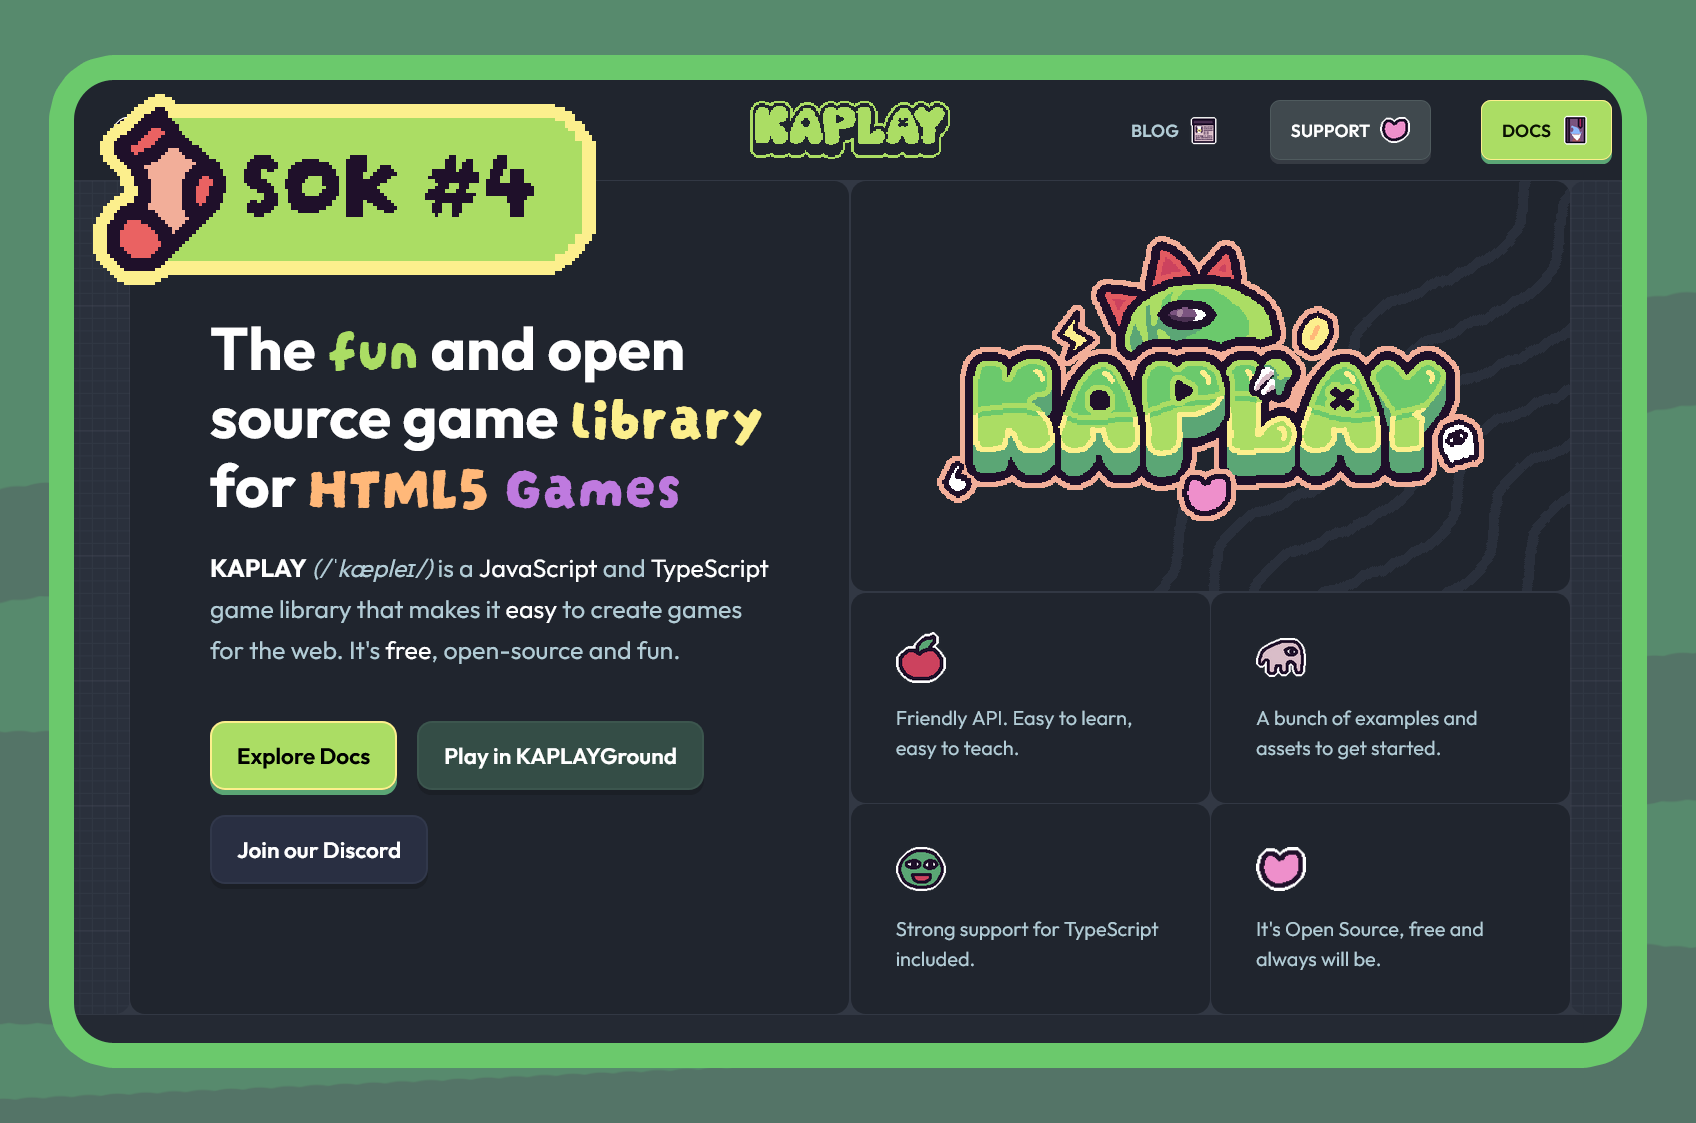 SOK #4
KAPLAY
BLOG
SUPPORT
DOCS
The fun and open
source game library
for HTML5 Games
KAPLAY (/ˈkæpleɪ/) is a JavaScript and TypeScript
game library that makes it easy to create games
for the web. It's free, open-source and fun.
Explore Docs
Play in KAPLAYGround
Join our Discord
KAPLAY
Friendly API. Easy to learn,
easy to teach.
A bunch of examples and
assets to get started.
Strong support for TypeScript
included.
It's Open Source, free and
always will be.